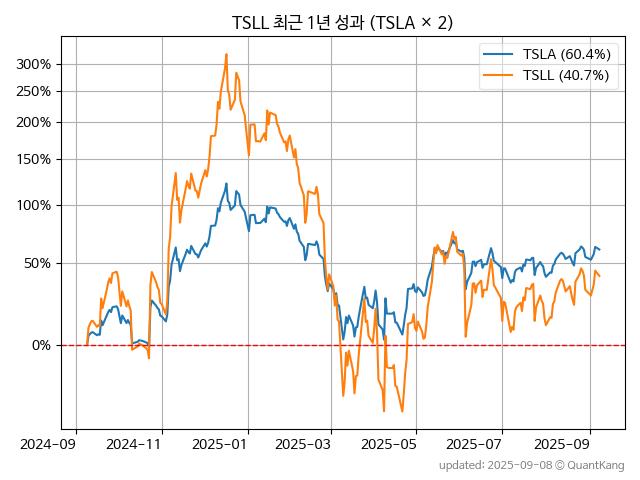 TSLL 최근 1년 성과 (TSLA × 2)
TSLA (60.4%)
TSLL (40.7%)
300%
250%
200%
150%
100%
50%
0%
2024-09 2024-11 2025-01 2025-03 2025-05 2025-07 2025-09
updated: 2025-09-08 © QuantKang